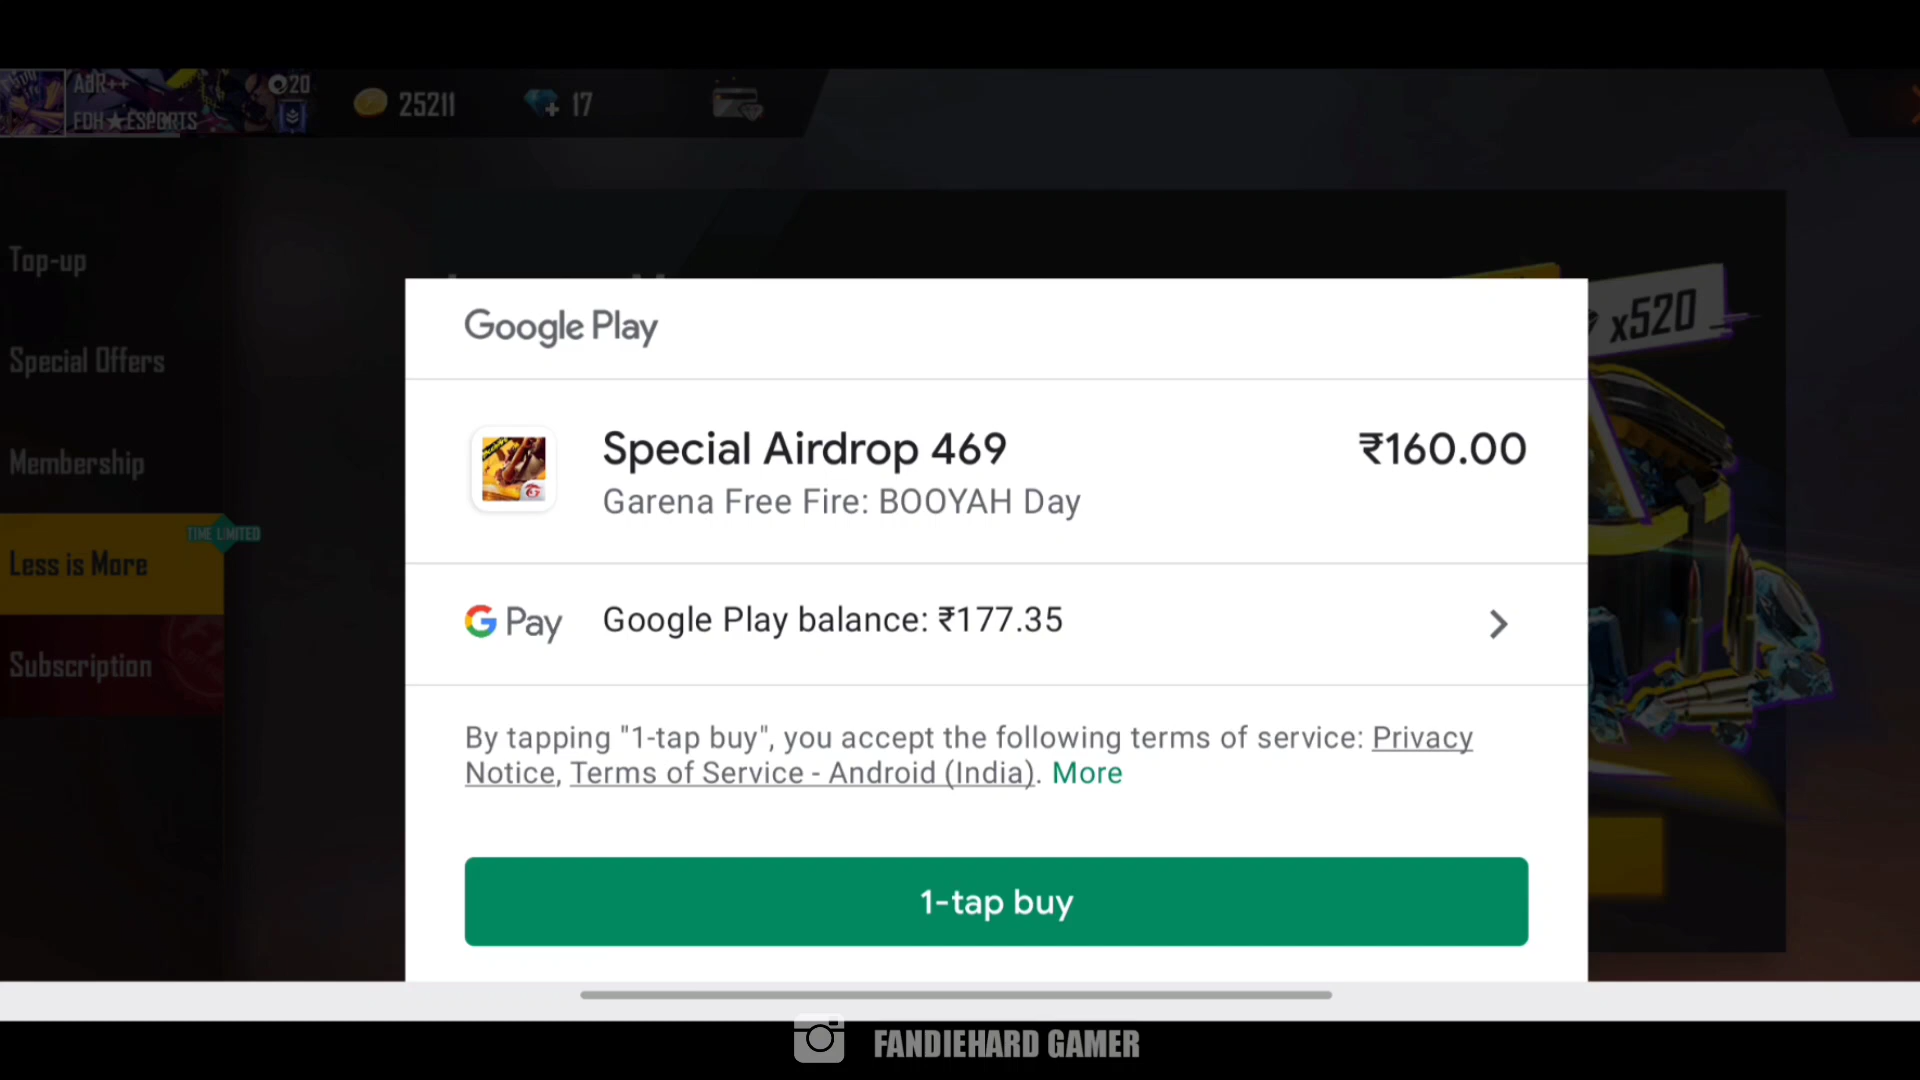 ABR++
20
FDH★ESPORTS
25211
17
Top-up
Special Offers
Membership
TIME LIMITED
Less is More
Subscription
x520
Google Play
Special Airdrop 469
₹160.00
Garena Free Fire: BOOYAH Day
G Pay
Google Play balance: ₹177.35
By tapping "1-tap buy", you accept the following terms of service: Privacy
Notice, Terms of Service - Android (India). More
1-tap buy
FANDIEHARD GAMER